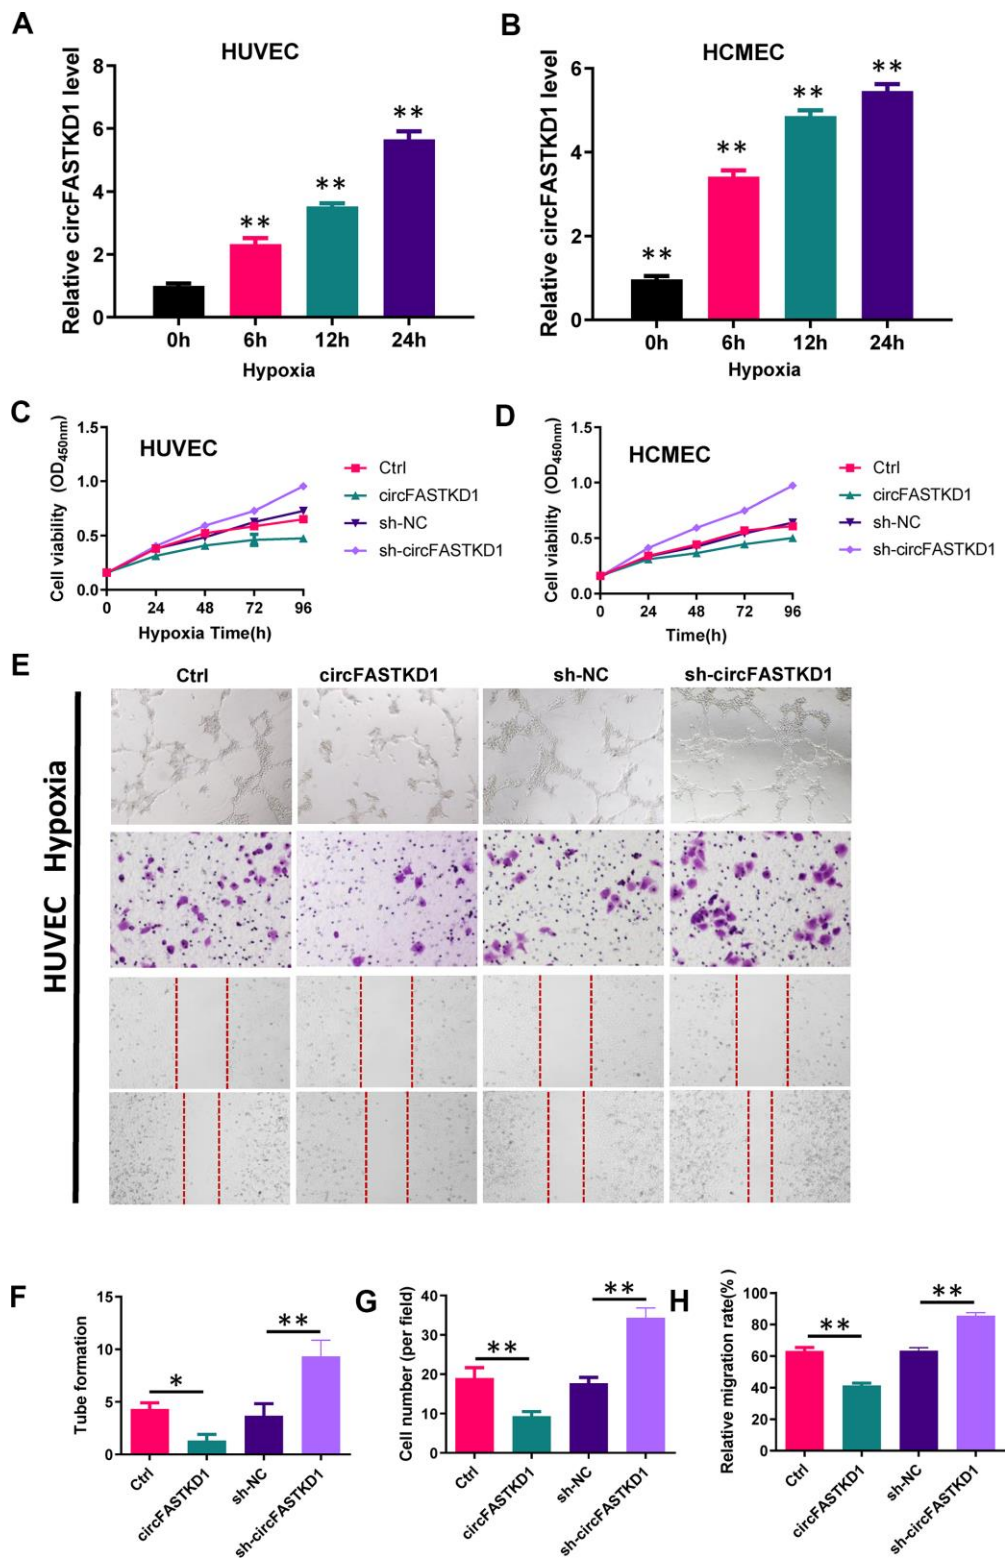 A
HUVEC
Relative circFASTKD1 level
8
6
4
2
0
**
**
**
0h
6h
12h
24h
Hypoxia
B
HCMEC
Relative circFASTKD1 level
6
4
2
0
**
**
**
**
0h
6h
12h
24h
Hypoxia
C
HUVEC
Cell viability (OD450nm)
1.5
1.0
0.5
0.0
0
24
48
72
96
Hypoxia Time(h)
Ctrl
circFASTKD1
sh-NC
sh-circFASTKD1
D
HCMEC
Cell viability (OD450nm)
1.5
1.0
0.5
0.0
0
24
48
72
96
Time(h)
Ctrl
circFASTKD1
sh-NC
sh-circFASTKD1
E
Ctrl
circFASTKD1
sh-NC
sh-circFASTKD1
HUVEC Hypoxia
F
Tube formation
15
10
5
0
*
**
Ctrl
circFASTKD1
sh-NC
sh-circFASTKD1
G
Cell number (per field)
40
30
20
10
0
**
**
Ctrl
circFASTKD1
sh-NC
sh-circFASTKD1
H
Relative migration rate(%)
100
80
60
40
20
0
**
**
Ctrl
circFASTKD1
sh-NC
sh-circFASTKD1